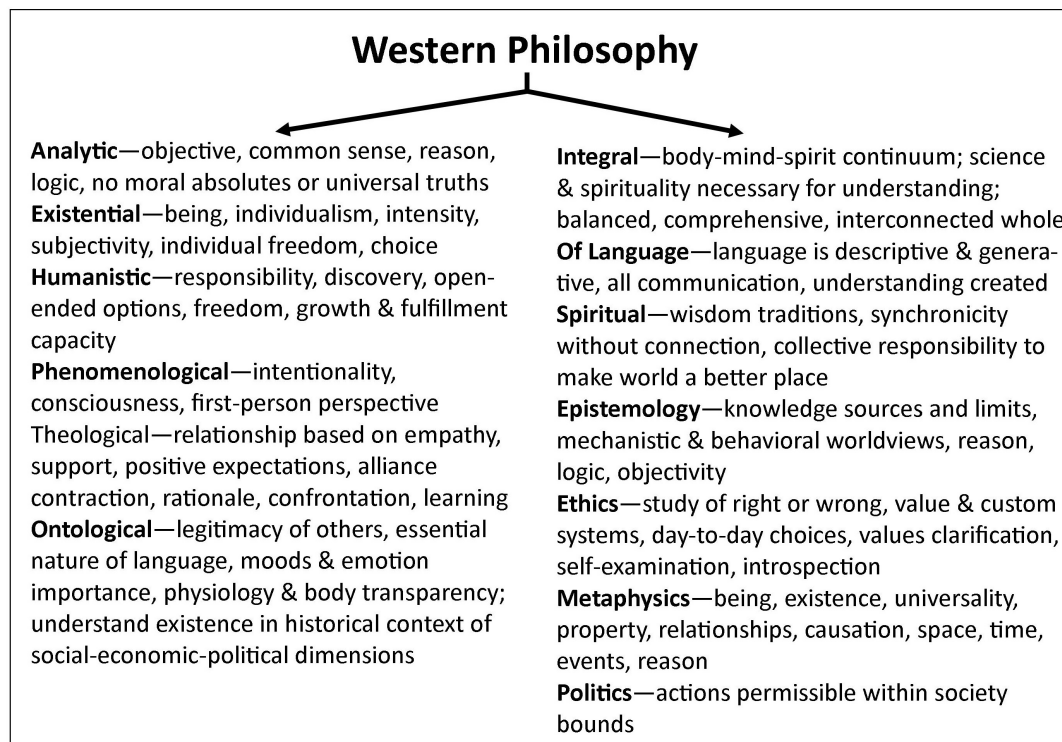 Western Philosophy
Analytic—objective, common sense, reason,
logic, no moral absolutes or universal truths
Existential—being, individualism, intensity,
subjectivity, individual freedom, choice
Humanistic—responsibility, discovery, open-
ended options, freedom, growth & fulfillment
capacity
Phenomenological—intentionality,
consciousness, first-person perspective
Theological—relationship based on empathy,
support, positive expectations, alliance
contraction, rationale, confrontation, learning
Ontological—legitimacy of others, essential
nature of language, moods & emotion
importance, physiology & body transparency;
understand existence in historical context of
social-economic-political dimensions
Integral—body-mind-spirit continuum; science
& spirituality necessary for understanding;
balanced, comprehensive, interconnected whole
Of Language—language is descriptive & genera-
tive, all communication, understanding created
Spiritual—wisdom traditions, synchronicity
without connection, collective responsibility to
make world a better place
Epistemology—knowledge sources and limits,
mechanistic & behavioral worldviews, reason,
logic, objectivity
Ethics—study of right or wrong, value & custom
systems, day-to-day choices, values clarification,
self-examination, introspection
Metaphysics—being, existence, universality,
property, relationships, causation, space, time,
events, reason
Politics—actions permissible within society
bounds